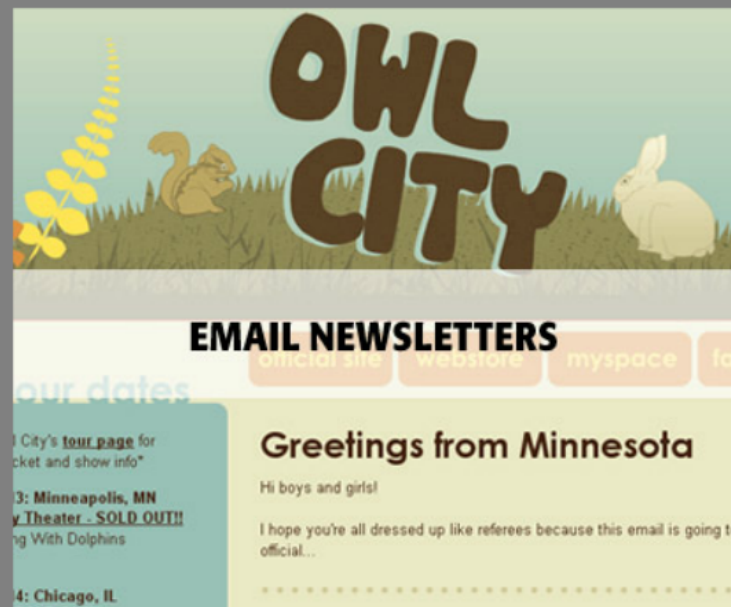 OWL
CITY
EMAIL NEWSLETTERS
official site
webstore
myspace
our dates
City's tour page for
cket and show info"
3: Minneapolis, MN
y Theater - SOLD OUT!!
ng With Dolphins
4: Chicago, IL
Greetings from Minnesota
Hi boys and girls!
I hope you're all dressed up like referees because this email is going t
official...